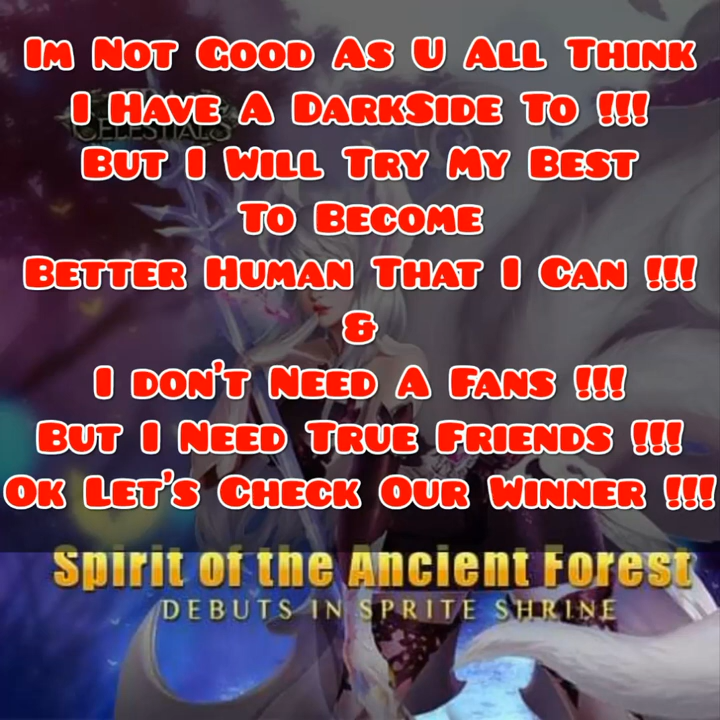 Im Not Good As U All Think
I Have A DarkSide To !!!
CELESTIALS
But I Will Try My Best
To Become
Better Human That I Can !!!
&
I don't Need A Fans !!!
But I Need True Friends !!!
Ok Let's Check Our Winner !!!
Spirit of the Ancient Forest
DEBUTS IN SPRITE SHRINE